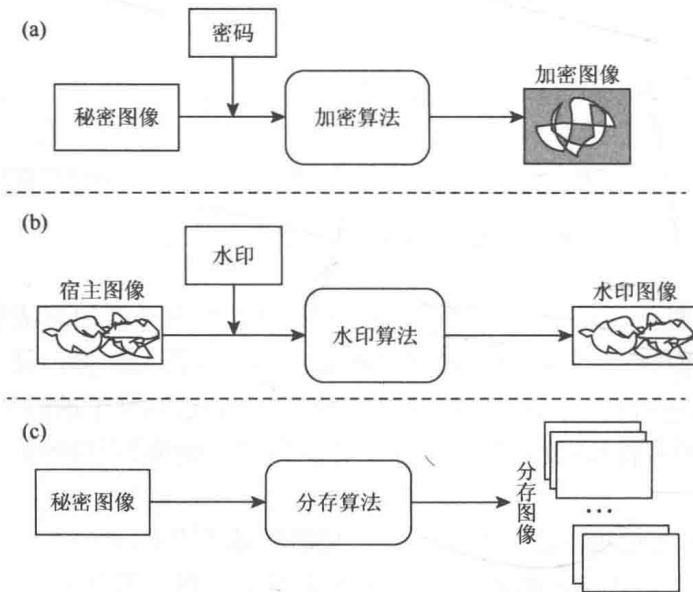 (a)
密码
秘密图像
加密算法
加密图像
(b)
水印
宿主图像
水印算法
水印图像
(c)
秘密图像
分存算法
分存图像
...